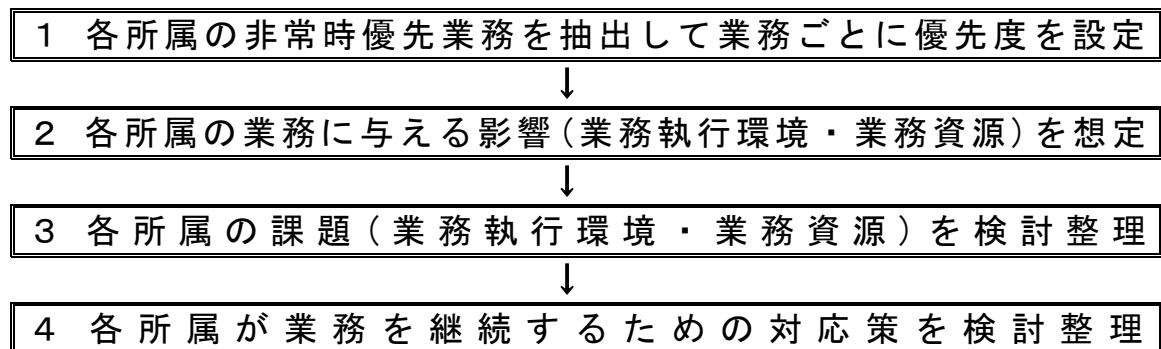 １ 各所属の非常時優先業務を抽出して業務ごとに優先度を設定
↓
２ 各所属の業務に与える影響（業務執行環境・業務資源）を想定
↓
３ 各所属の課題（業務執行環境・業務資源）を検討整理
↓
４ 各所属が業務を継続するための対応策を検討整理